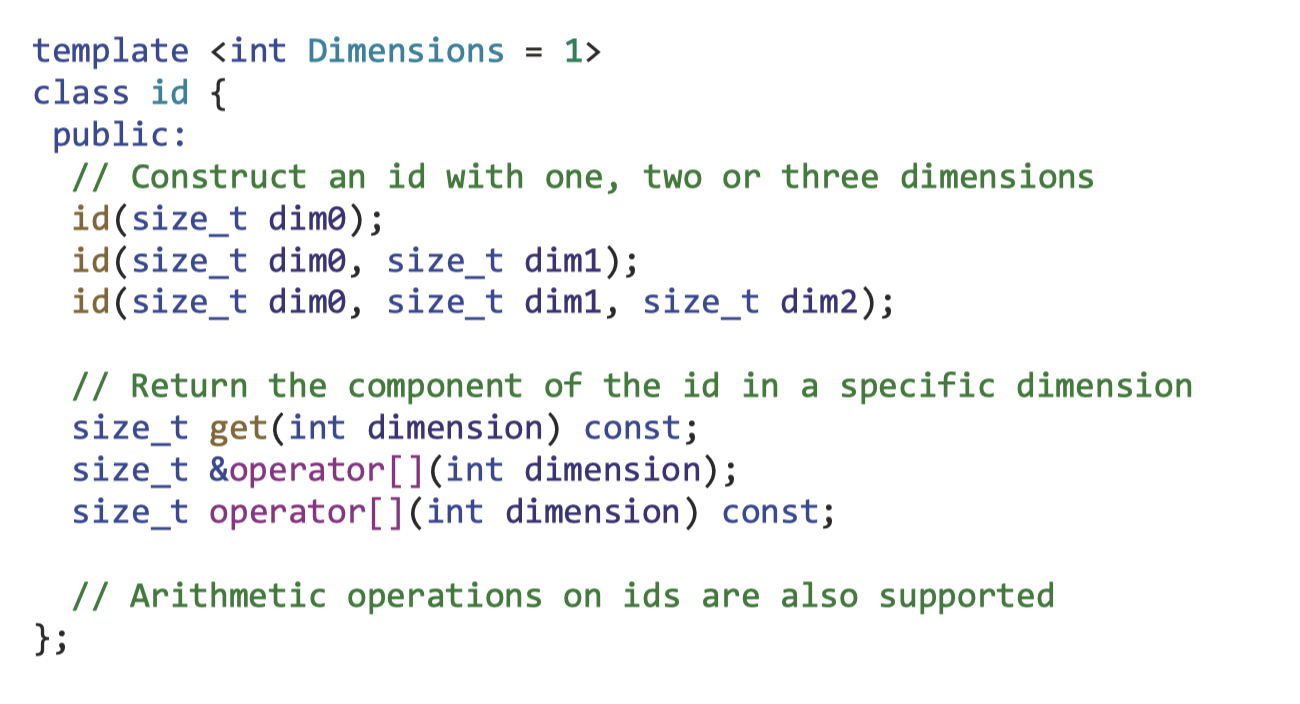 template <int Dimensions = 1>
class id {
 public:
  // Construct an id with one, two or three dimensions
  id(size_t dim0);
  id(size_t dim0, size_t dim1);
  id(size_t dim0, size_t dim1, size_t dim2);

  // Return the component of the id in a specific dimension
  size_t get(int dimension) const;
  size_t &operator[](int dimension);
  size_t operator[](int dimension) const;

  // Arithmetic operations on ids are also supported
};